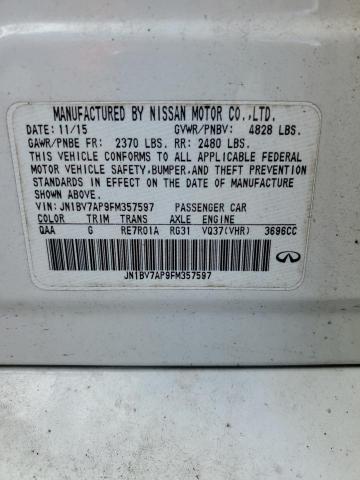 MANUFACTURED BY NISSAN MOTOR CO.,LTD.
DATE: 11/15 GVWR/PNBV: 4828 LBS.
GAWR/PNBE FR: 2370 LBS. RR: 2480 LBS.
THIS VEHICLE CONFORMS TO ALL APPLICABLE FEDERAL
MOTOR VEHICLE SAFETY,BUMPER,AND THEFT PREVENTION
STANDARDS IN EFFECT ON THE DATE OF MANUFACTURE
SHOWN ABOVE.
VIN: JN1BV7AP9FM357597 PASSENGER CAR
COLOR TRIM TRANS AXLE ENGINE
QAA G RE7R01A RG31 VQ37(VHR) 3696CC
JN1BV7AP9FM357597